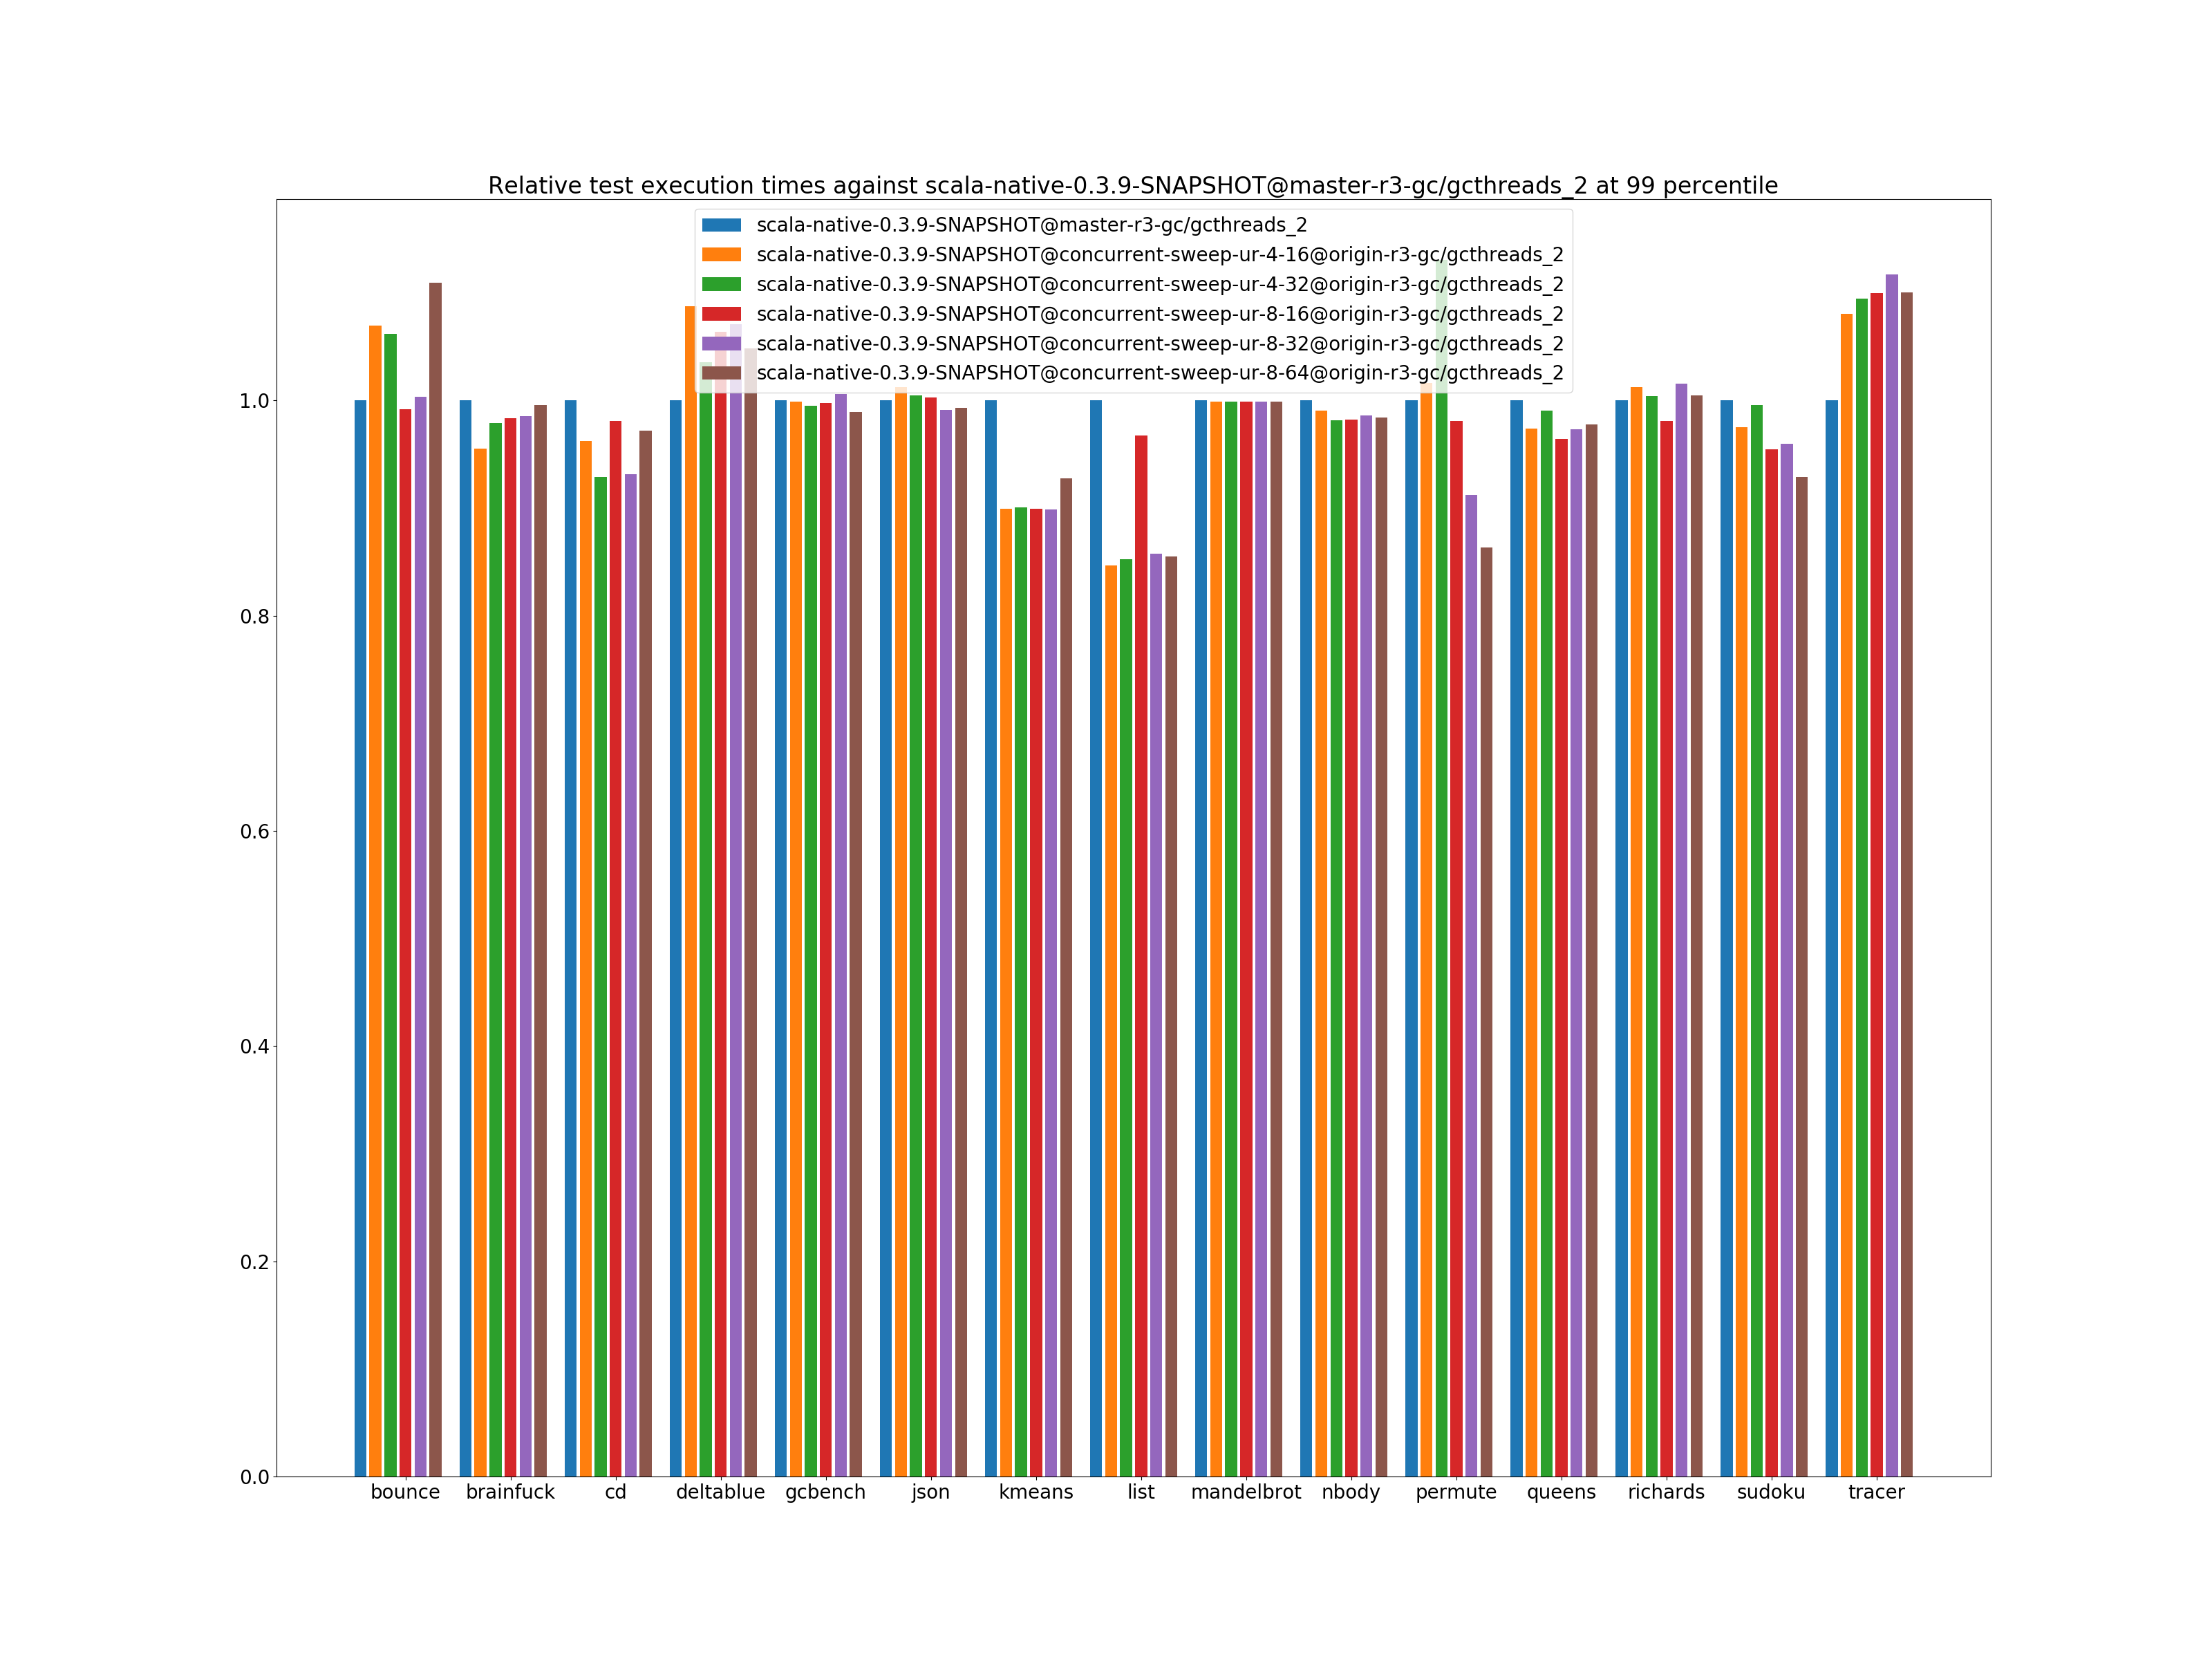 Relative test execution times against scala-native-0.3.9-SNAPSHOT@master-r3-gc/gcthreads_2 at 99 percentile
scala-native-0.3.9-SNAPSHOT@master-r3-gc/gcthreads_2
scala-native-0.3.9-SNAPSHOT@concurrent-sweep-ur-4-16@origin-r3-gc/gcthreads_2
scala-native-0.3.9-SNAPSHOT@concurrent-sweep-ur-4-32@origin-r3-gc/gcthreads_2
scala-native-0.3.9-SNAPSHOT@concurrent-sweep-ur-8-16@origin-r3-gc/gcthreads_2
scala-native-0.3.9-SNAPSHOT@concurrent-sweep-ur-8-32@origin-r3-gc/gcthreads_2
scala-native-0.3.9-SNAPSHOT@concurrent-sweep-ur-8-64@origin-r3-gc/gcthreads_2
1.0
0.8
0.6
0.4
0.2
0.0
bounce brainfuck cd deltablue gcbench json kmeans list mandelbrot nbody permute queens richards sudoku tracer